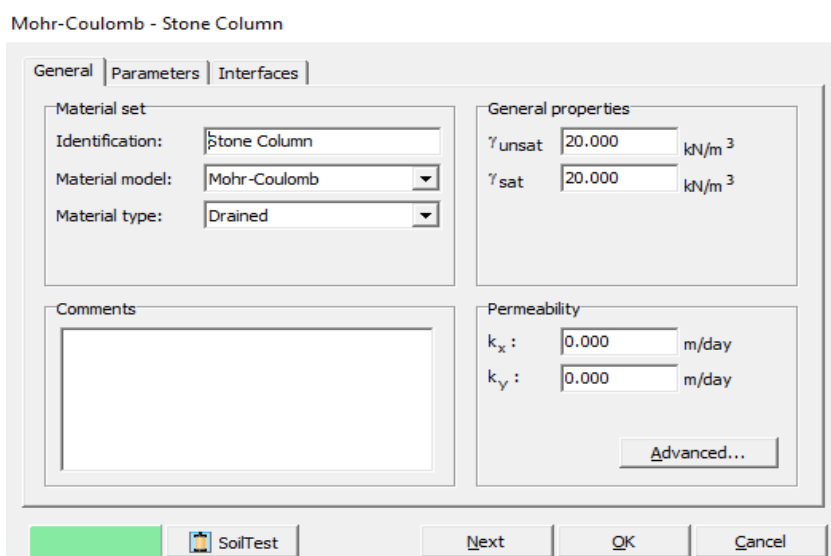 Mohr-Coulomb - Stone Column
General Parameters Interfaces
Material set
Identification: Stone Column
Material model: Mohr-Coulomb
Material type: Drained
General properties
γunsat 20.000 kN/m 3
γsat 20.000 kN/m 3
Comments
Permeability
kx : 0.000 m/day
ky : 0.000 m/day
Advanced...
SoilTest Next OK Cancel